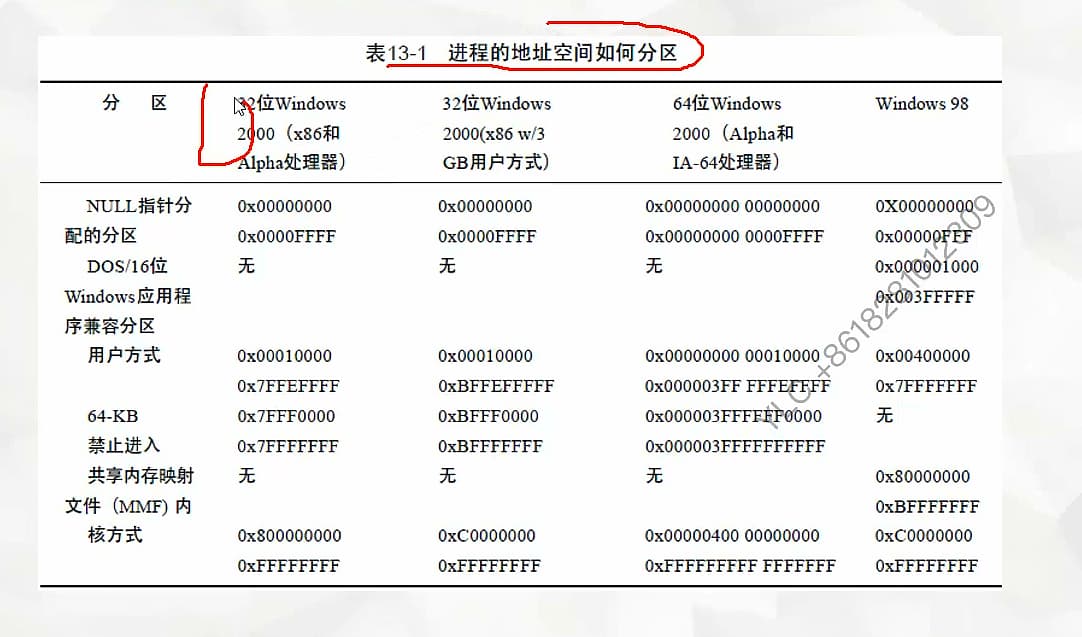 表13-1 进程的地址空间如何分区
分 区 32位Windows 32位Windows 64位Windows Windows 98
2000（x86和 2000(x86 w/3 2000（Alpha和
Alpha处理器） GB用户方式） IA-64处理器）
NULL指针分 0x00000000 0x00000000 0x00000000 00000000 0X00000000
配的分区 0x0000FFFF 0x0000FFFF 0x00000000 0000FFFF 0x00000FFF
DOS/16位 无 无 无 0x000001000
Windows应用程 0x003FFFFF
序兼容分区
用户方式 0x00010000 0x00010000 0x00000000 00010000 0x00400000
0x7FFEFFFF 0xBFFEFFFFF 0x000003FF FFFEFFFF 0x7FFFFFFF
64-KB 0x7FFF0000 0xBFFF0000 0x000003FFFFFF0000 无
禁止进入 0x7FFFFFFF 0xBFFFFFFF 0x000003FFFFFFFFFF
共享内存映射 无 无 无 0x80000000
文件（MMF) 内 0xBFFFFFFF
核方式 0x800000000 0xC0000000 0x00000400 00000000 0xC0000000
0xFFFFFFFF 0xFFFFFFFF 0xFFFFFFFFF FFFFFFF 0xFFFFFFFF
YLC +8618281012809